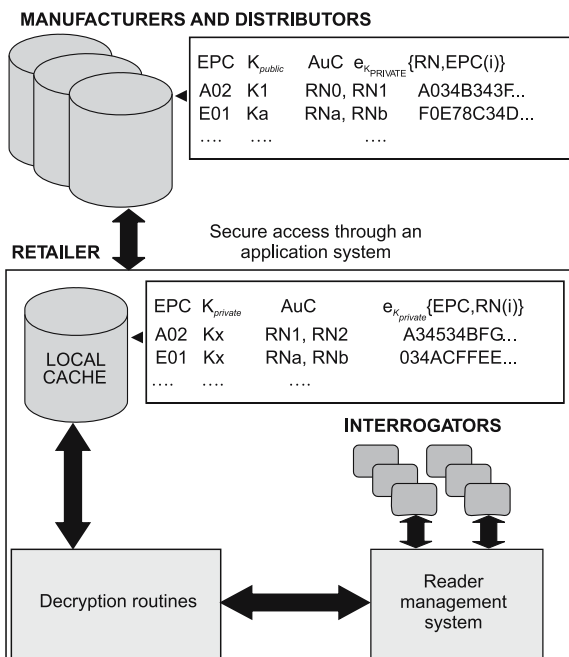 MANUFACTURERS AND DISTRIBUTORS
EPC K_public AuC e_K_PRIVATE{RN,EPC(i)}
A02 K1 RN0, RN1 A034B343F...
E01 Ka RNa, RNb F0E78C34D...
.... .... ....
Secure access through an
application system
RETAILER
EPC K_private AuC e_K_private{EPC,RN(i)}
A02 Kx RN1, RN2 A34534BFG...
E01 Kx RNa, RNb 034ACFFEE...
.... .... ....
LOCAL
CACHE
INTERROGATORS
Decryption routines
Reader
management
system